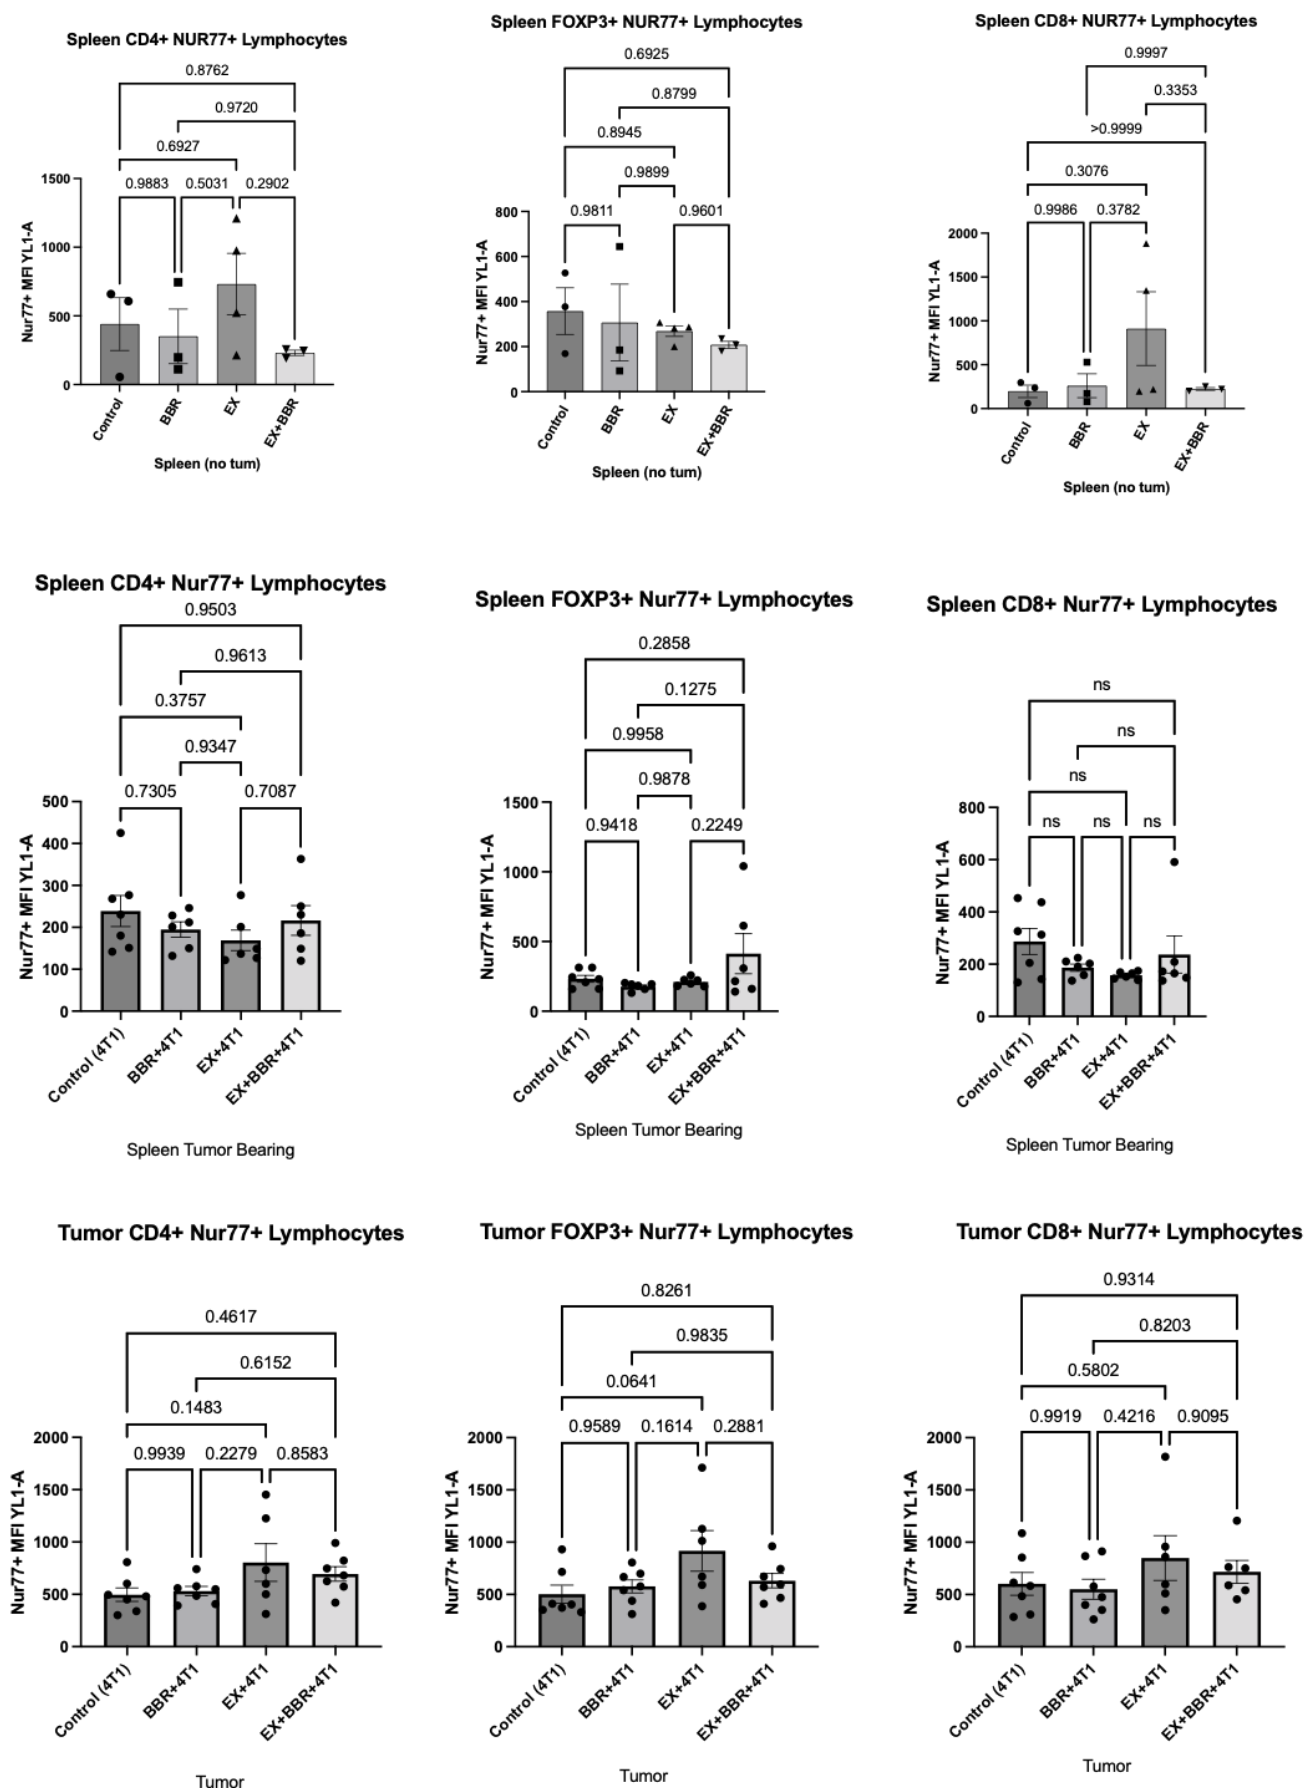 Spleen CD4+ NUR77+ Lymphocytes
0.8762
0.9720
0.6927
0.9883
0.5031
0.2902
Nur77+ MFI YL1-A
1500
1000
500
0
Control
BBR
EX
EX+BBR
Spleen (no tum)
Spleen FOXP3+ NUR77+ Lymphocytes
0.6925
0.8799
0.8945
0.9899
0.9811
0.9601
Nur77+ MFI YL1-A
800
600
400
200
0
Control
BBR
EX
EX+BBR
Spleen (no tum)
Spleen CD8+ NUR77+ Lymphocytes
0.9997
0.3353
>0.9999
0.3076
0.9986
0.3782
Nur77+ MFI YL1-A
2000
1500
1000
500
0
Control
BBR
EX
EX+BBR
Spleen (no tum)
Spleen CD4+ Nur77+ Lymphocytes
0.9503
0.9613
0.3757
0.9347
0.7305
0.7087
Nur77+ MFI YL1-A
500
400
300
200
100
0
Control (4T1)
BBR+4T1
EX+4T1
EX+BBR+4T1
Spleen Tumor Bearing
Spleen FOXP3+ Nur77+ Lymphocytes
0.2858
0.1275
0.9958
0.9878
0.9418
0.2249
Nur77+ MFI YL1-A
1500
1000
500
0
Control (4T1)
BBR+4T1
EX+4T1
EX+BBR+4T1
Spleen Tumor Bearing
Spleen CD8+ Nur77+ Lymphocytes
ns
ns
ns
ns
ns
ns
Nur77+ MFI YL1-A
800
600
400
200
0
Control (4T1)
BBR+4T1
EX+4T1
EX+BBR+4T1
Spleen Tumor Bearing
Tumor CD4+ Nur77+ Lymphocytes
0.4617
0.6152
0.1483
0.9939
0.2279
0.8583
Nur77+ MFI YL1-A
2000
1500
1000
500
0
Control (4T1)
BBR+4T1
EX+4T1
EX+BBR+4T1
Tumor
Tumor FOXP3+ Nur77+ Lymphocytes
0.8261
0.9835
0.0641
0.9589
0.1614
0.2881
Nur77+ MFI YL1-A
2000
1500
1000
500
0
Control (4T1)
BBR+4T1
EX+4T1
EX+BBR+4T1
Tumor
Tumor CD8+ Nur77+ Lymphocytes
0.9314
0.8203
0.5802
0.9919
0.4216
0.9095
Nur77+ MFI YL1-A
2000
1500
1000
500
0
Control (4T1)
BBR+4T1
EX+4T1
EX+BBR+4T1
Tumor